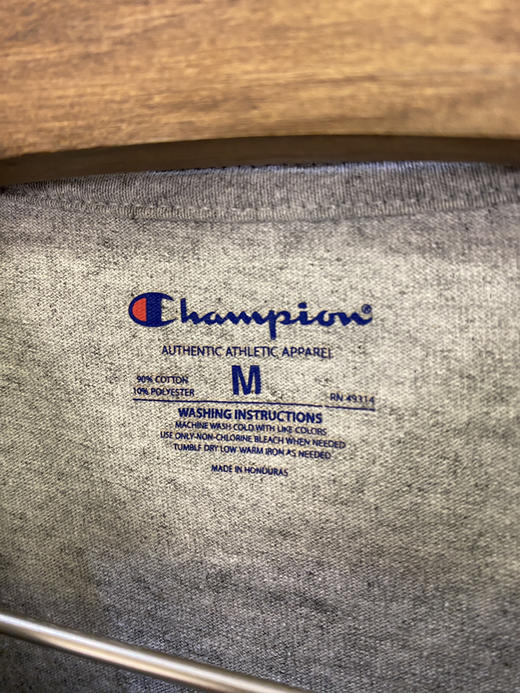 Champion®
AUTHENTIC ATHLETIC APPAREL
90% COTTON
10% POLYESTER
M
RN 49314
WASHING INSTRUCTIONS
MACHINE WASH COLD WITH LIKE COLORS
USE ONLY-NON-CHLORINE BLEACH WHEN NEEDED
TUMBLE DRY LOW-WARM IRON AS NEEDED
MADE IN HONDURAS